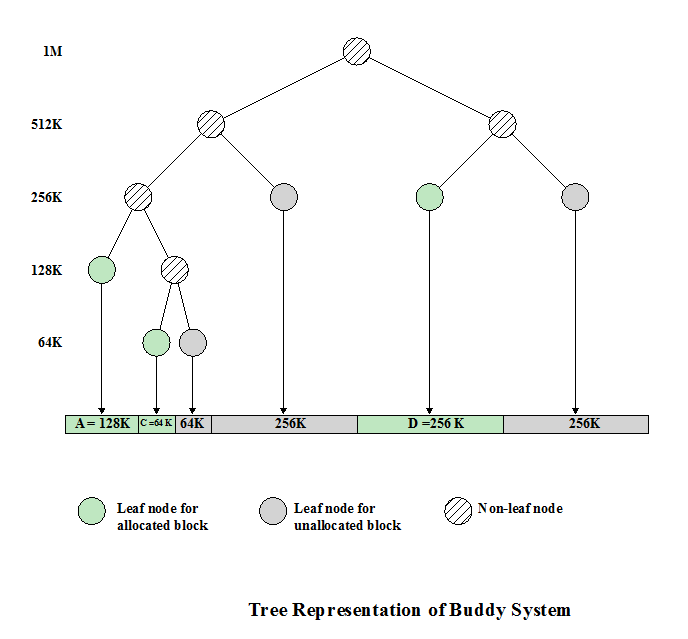 1M
512K
256K
128K
64K
A = 128K C =64 K 64K 256K D =256 K 256K
Leaf node for
allocated block
Leaf node for
unallocated block
Non-leaf node
Tree Representation of Buddy System